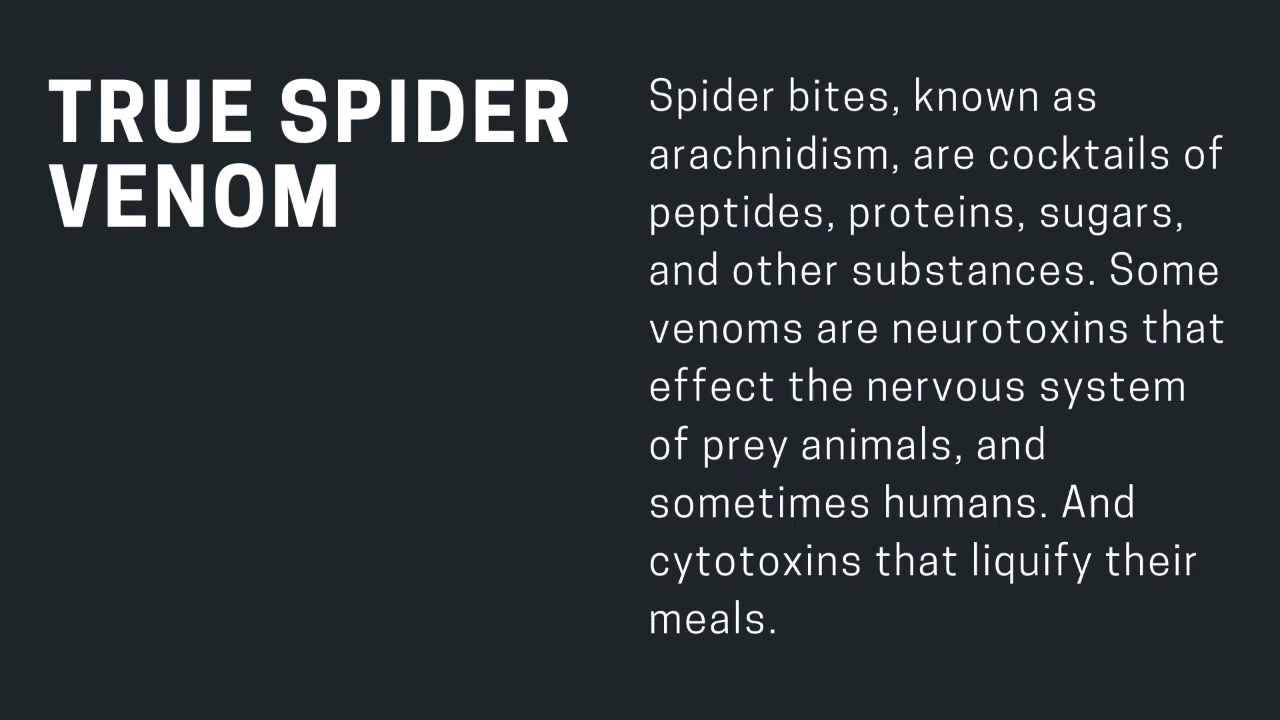 TRUE SPIDER
VENOM
Spider bites, known as
arachnidism, are cocktails of
peptides, proteins, sugars,
and other substances. Some
venoms are neurotoxins that
effect the nervous system
of prey animals, and
sometimes humans. And
cytotoxins that liquify their
meals.